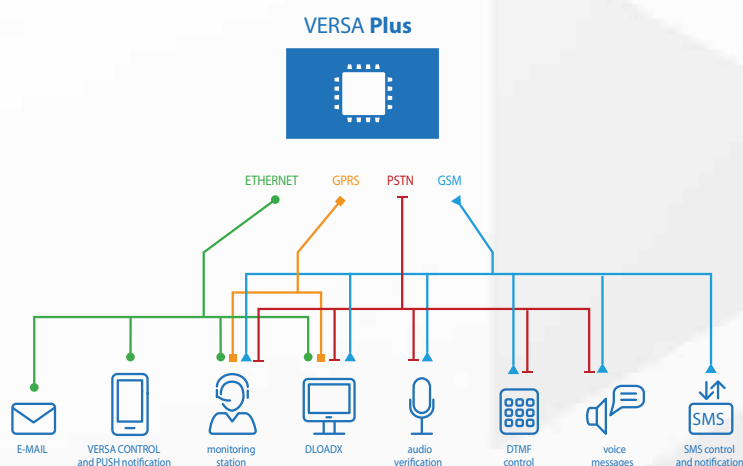 VERSA Plus
ETHERNET GPRS PSTN GSM
SMS
E-MAIL
VERSA CONTROL
and PUSH notification
monitoring
station
DLOADX
audio
verification
DTMF
control
voice
messages
SMS control
and notification